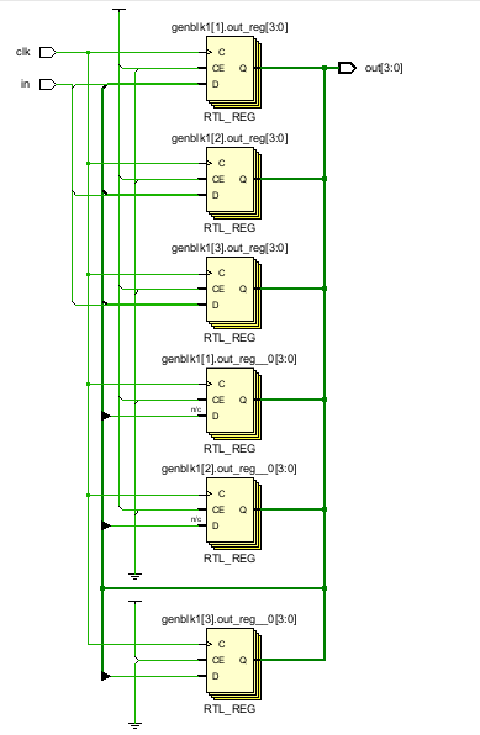 genblk1[1].out_reg[3:0]
clk
C
in
CE
Q
out[3:0]
D
RTL_REG
genblk1[2].out_reg[3:0]
C
CE
Q
D
RTL_REG
genblk1[3].out_reg[3:0]
C
CE
Q
D
RTL_REG
genblk1[1].out_reg__0[3:0]
C
CE
Q
n/c
D
RTL_REG
genblk1[2].out_reg__0[3:0]
C
CE
Q
n/c
D
RTL_REG
genblk1[3].out_reg__0[3:0]
C
CE
Q
D
RTL_REG